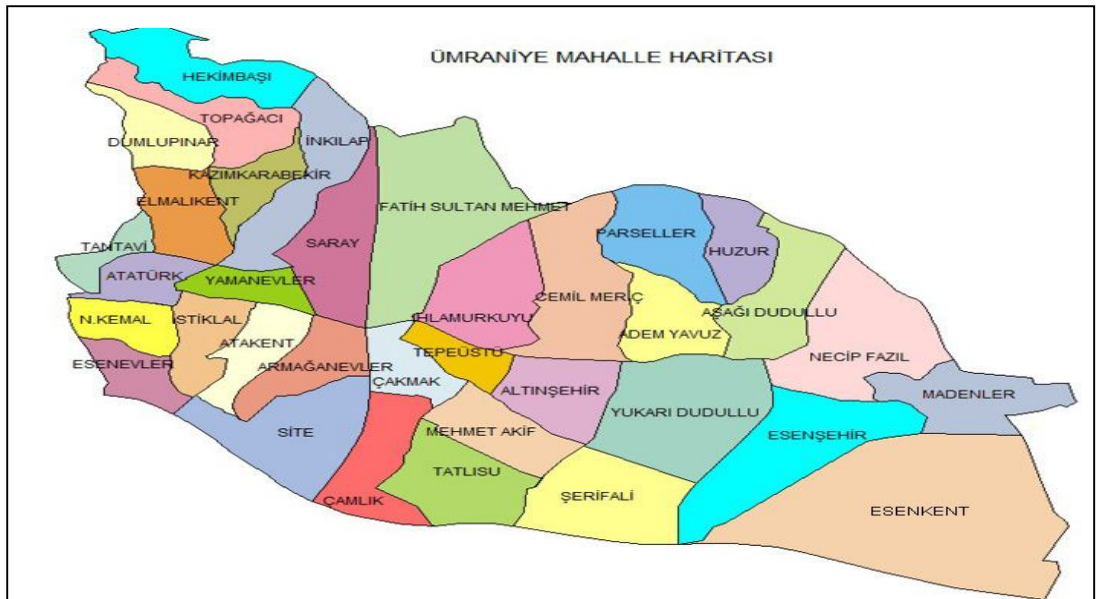 ÜMRANİYE MAHALLE HARİTASI
HEKİMBAŞI
TOPAĞACI
DUMLUPINAR
İNKILAP
KAZIMKARABEKİR
ELMALIKENT
FATİH SULTAN MEHMET
TANTAVİ
SARAY
PARSELLER
HUZUR
ATATÜRK
YAMANEVLER
CEMİL MERİÇ
IHLAMURKUYU
AŞAĞI DUDULLU
N.KEMAL
İSTİKLAL
ATAKENT
ADEM YAVUZ
TEPEÜSTÜ
NECİP FAZIL
ESENEVLER
ARMAĞANEVLER
ÇAKMAK
ALTINŞEHİR
MADENLER
YUKARI DUDULLU
SİTE
MEHMET AKİF
ESENŞEHİR
TATLISU
ÇAMLIK
ŞERİFALİ
ESENKENT